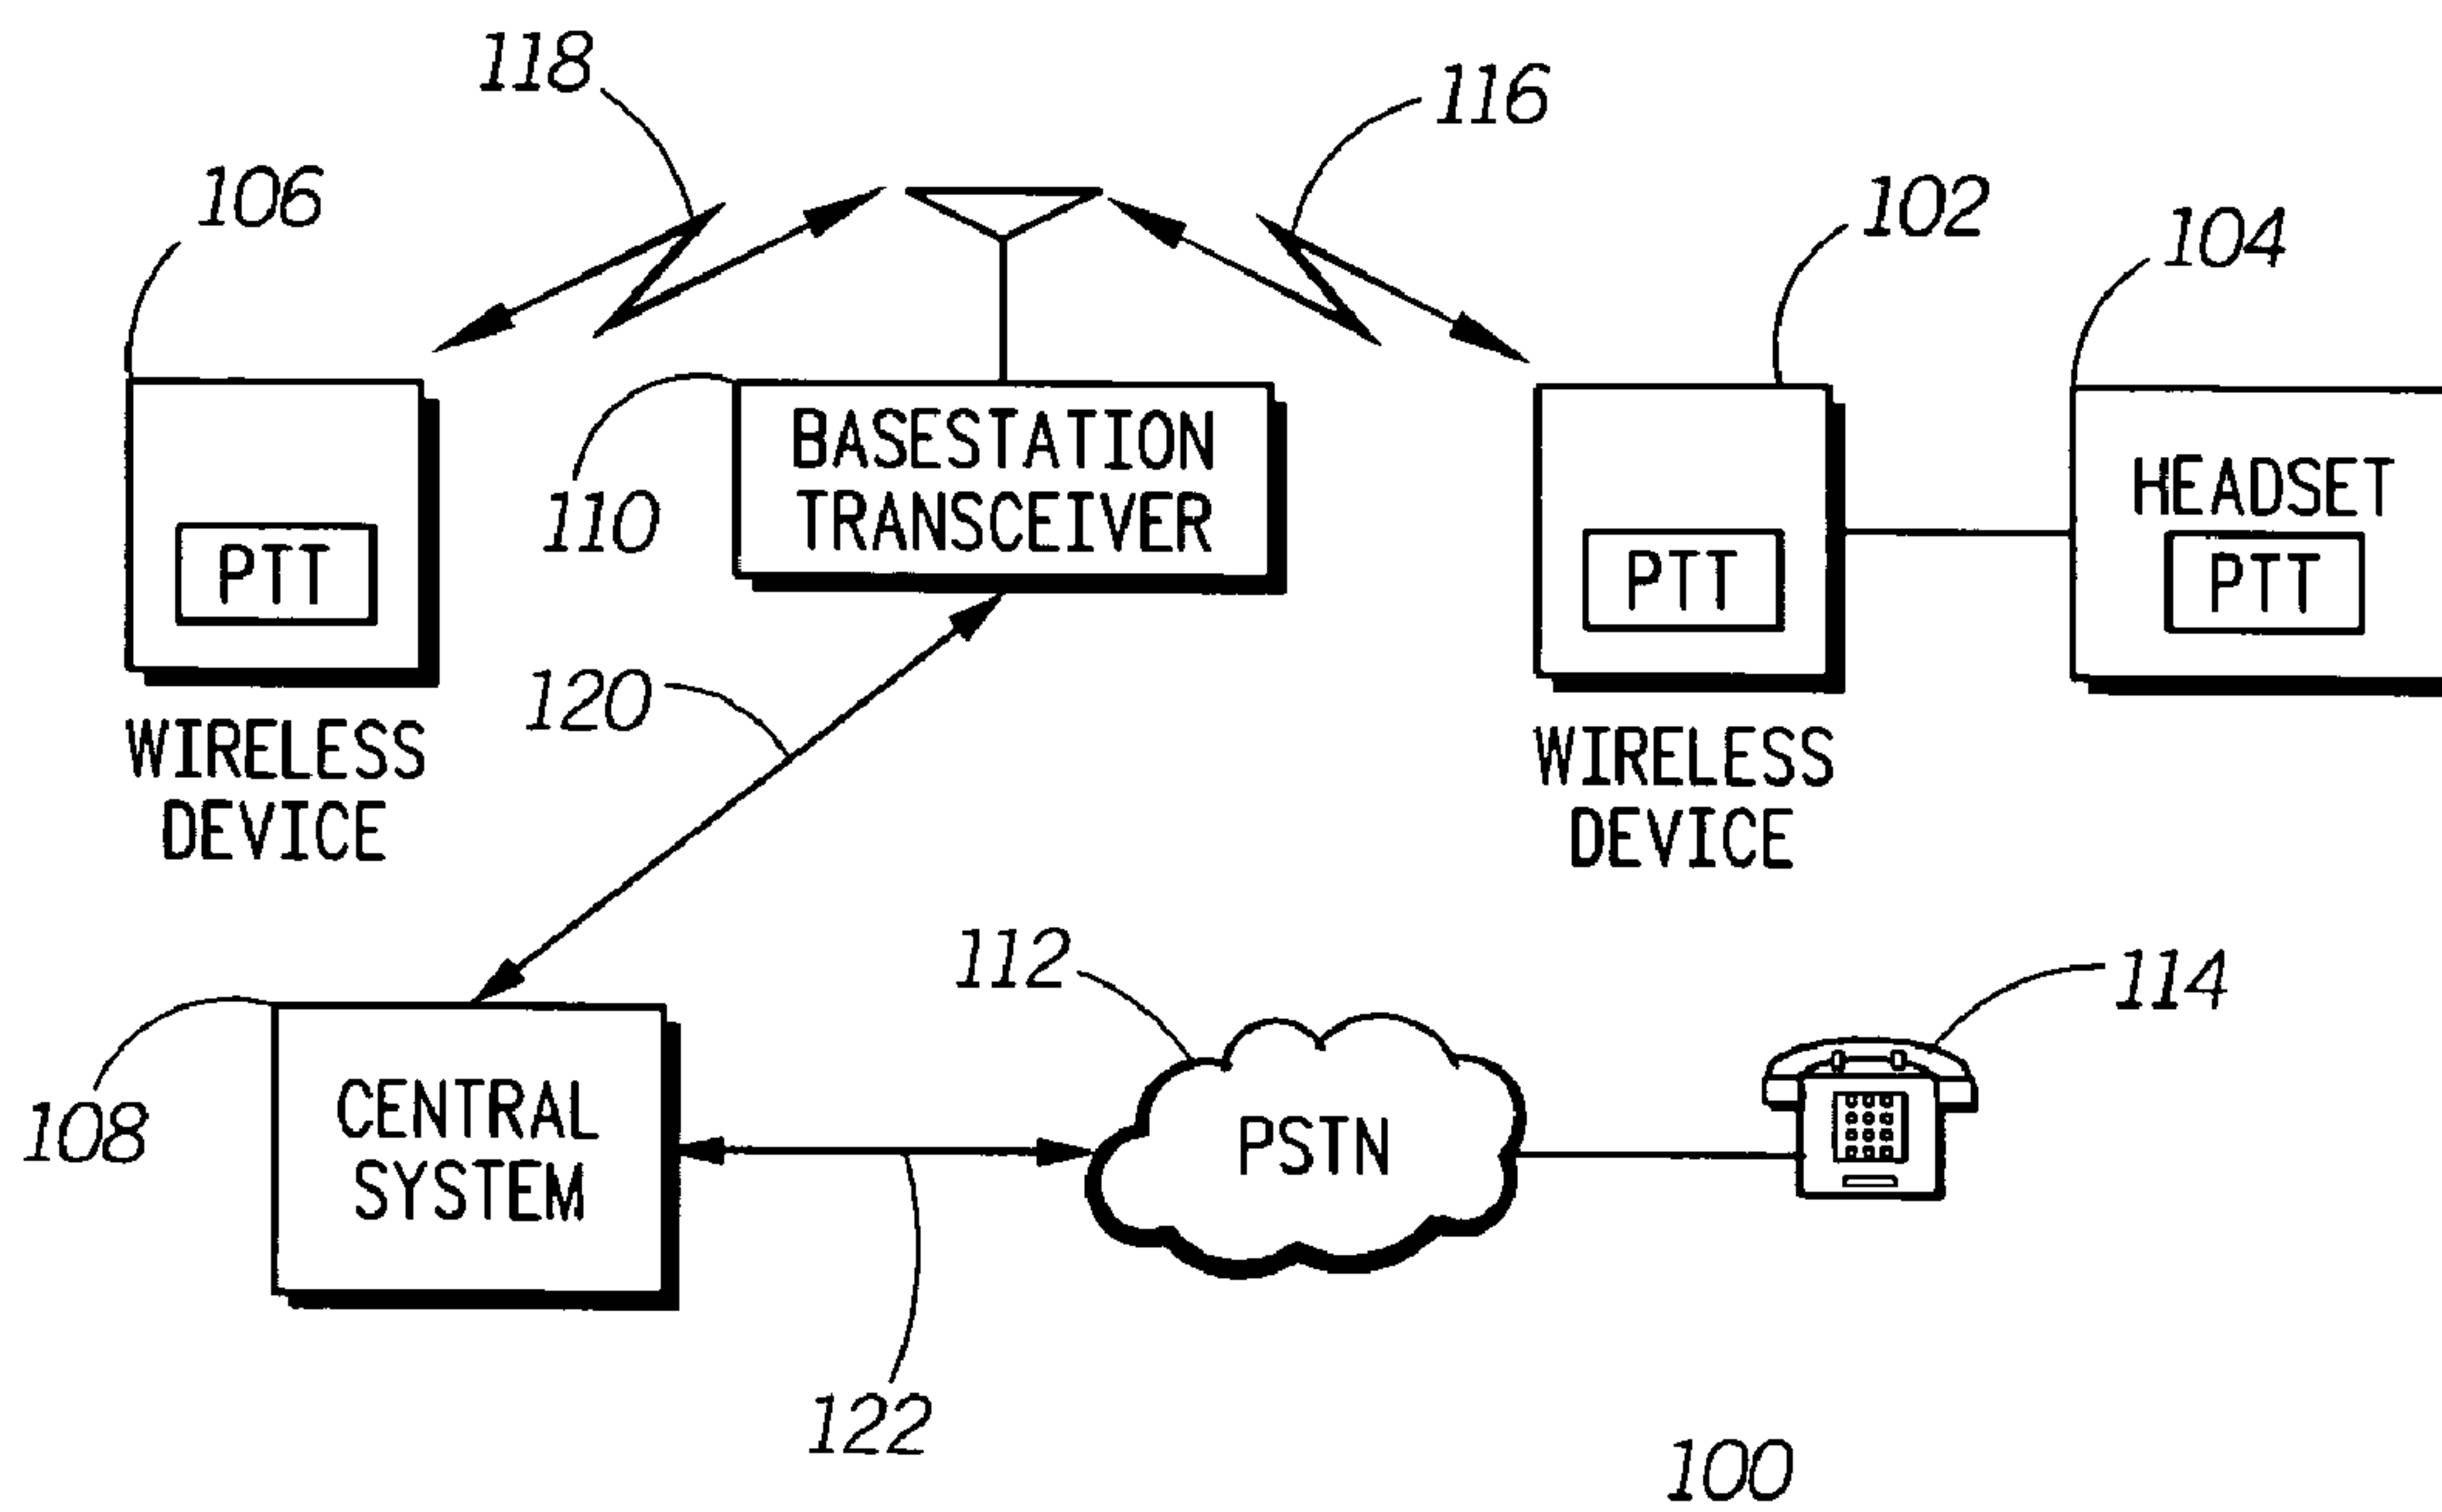 118
116
106
102
104
110
BASESTATION
TRANSCEIVER
HEADSET
PTT
PTT
PTT
120
WIRELESS
DEVICE
WIRELESS
DEVICE
112
114
108
CENTRAL
SYSTEM
PSTN
122
100